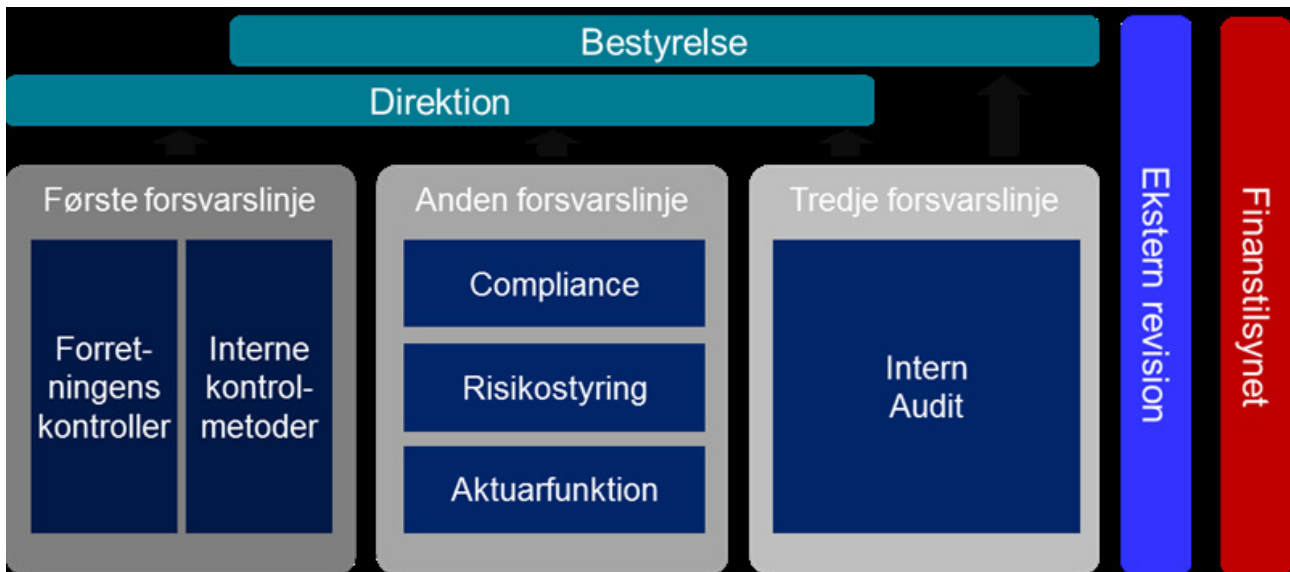 Bestyrelse
Direktion
Første forsvarslinje
Forret-
ningens
kontroller
Interne
kontrol-
metoder
Anden forsvarslinje
Compliance
Risikostyring
Aktuarfunktion
Tredje forsvarslinje
Intern
Audit
Ekstern revision
Finanstilsynet